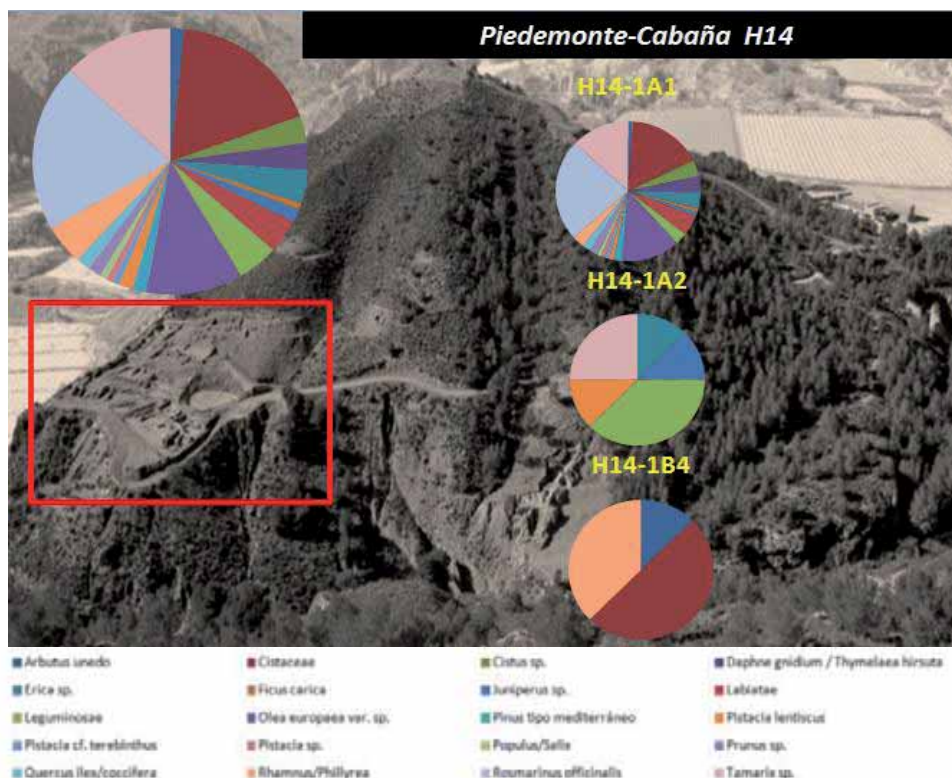 Piedemonte-Cabaña H14
H14-1A1
H14-1A2
H14-1B4
Arbutus unedo
Cistaceae
Cistus sp.
Daphne gnidium / Thymelaea hirsuta
Erica sp.
Ficus carica
Juniperus sp.
Labiatae
Leguminosae
Olea europaea var. sp.
Pinus tipo mediterráneo
Pistacia lentiscus
Pistacia cf. terebinthus
Pistacia sp.
Populus/Salix
Prunus sp.
Quercus ilex/coccifera
Rhamnus/Phillyrea
Rosmarinus officinalis
Tamarix sp.